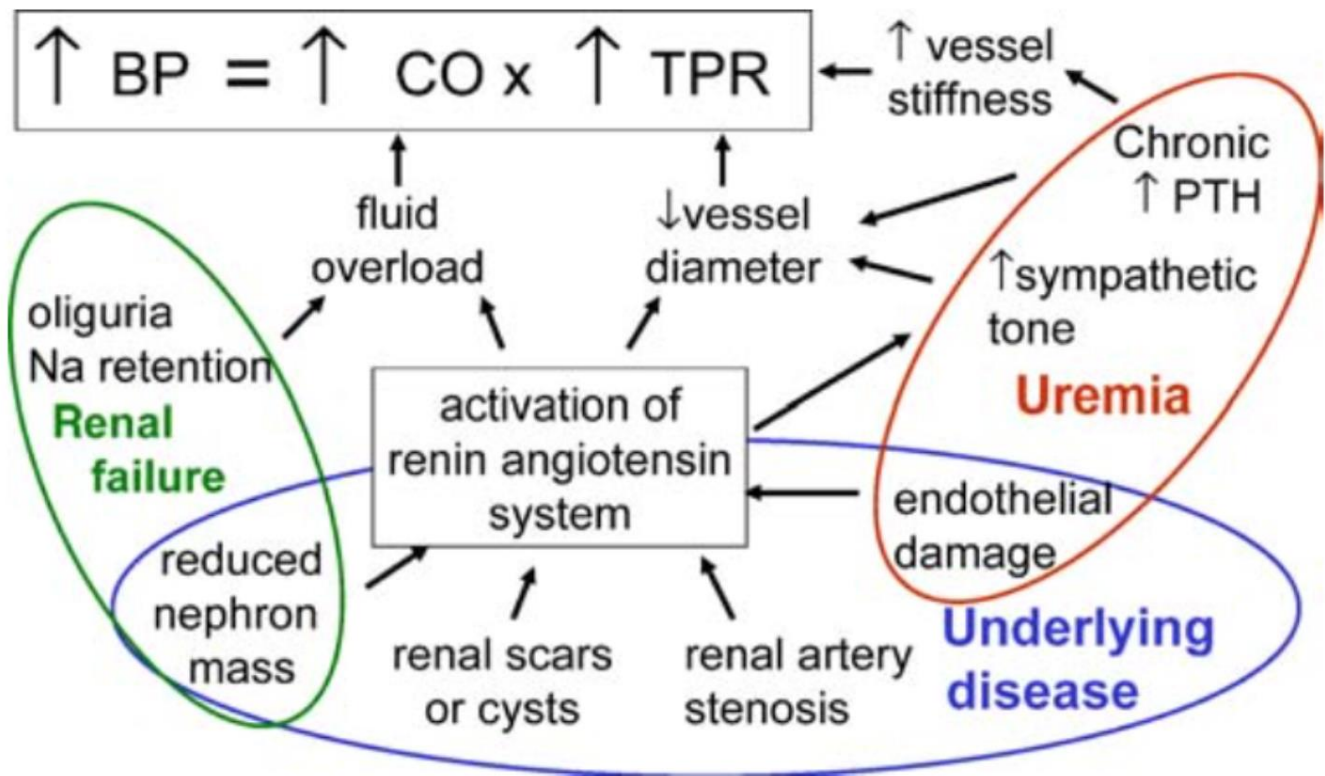 ↑ BP = ↑ CO x ↑ TPR
↑ vessel
stiffness
Chronic
↑ PTH
fluid
overload
↓vessel
diameter
↑sympathetic
tone
Uremia
oliguria
Na retention
Renal
failure
activation of
renin angiotensin
system
endothelial
damage
reduced
nephron
mass
renal scars
or cysts
renal artery
stenosis
Underlying
disease